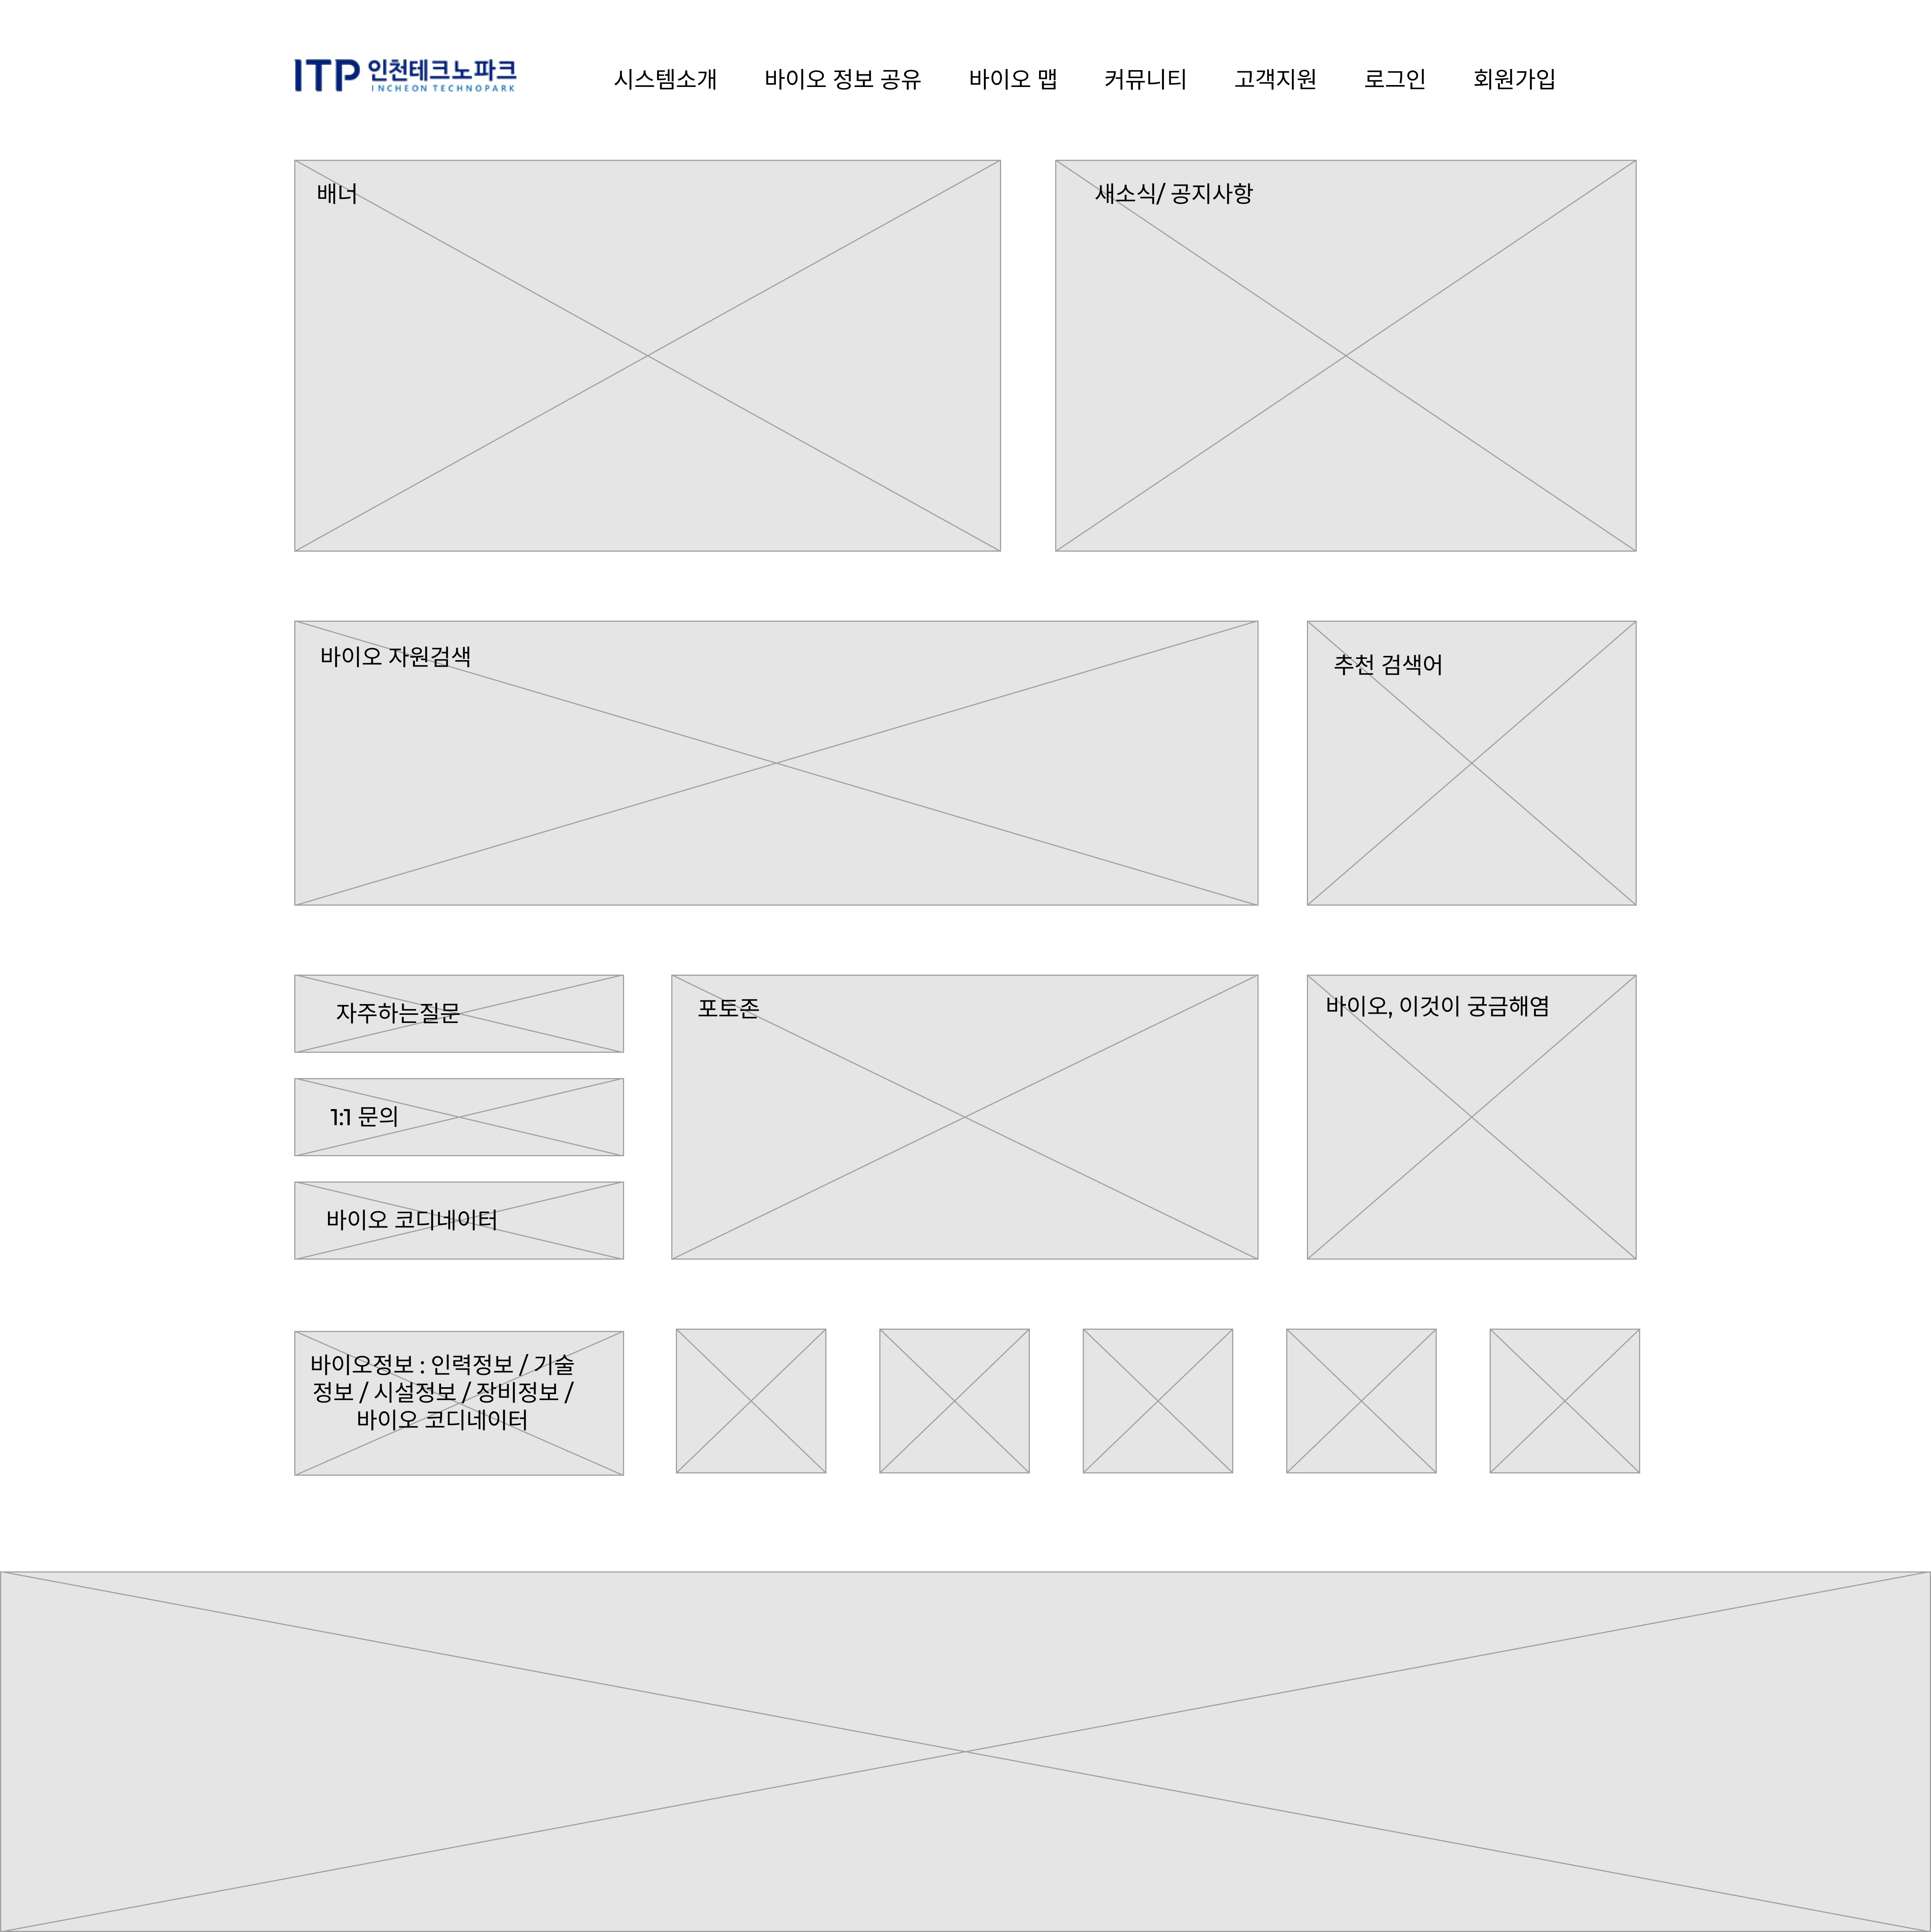 ITP 인천테크노파크
INCHEON TECHNOPARK
시스템소개 바이오 정보 공유 바이오 맵 커뮤니티 고객지원 로그인 회원가입
배너
새소식/ 공지사항
바이오 자원검색
추천 검색어
자주하는질문
1:1 문의
바이오 코디네이터
포토존
바이오, 이것이 궁금해염
바이오정보 : 인력정보 / 기술
정보 / 시설정보 / 장비정보 /
바이오 코디네이터